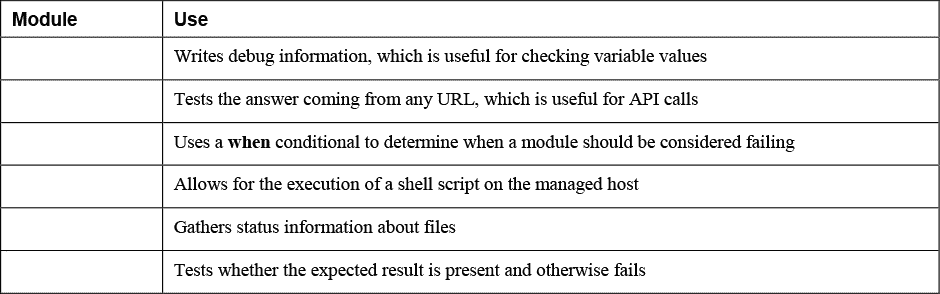 Module Use
Writes debug information, which is useful for checking variable values
Tests the answer coming from any URL, which is useful for API calls
Uses a when conditional to determine when a module should be considered failing
Allows for the execution of a shell script on the managed host
Gathers status information about files
Tests whether the expected result is present and otherwise fails